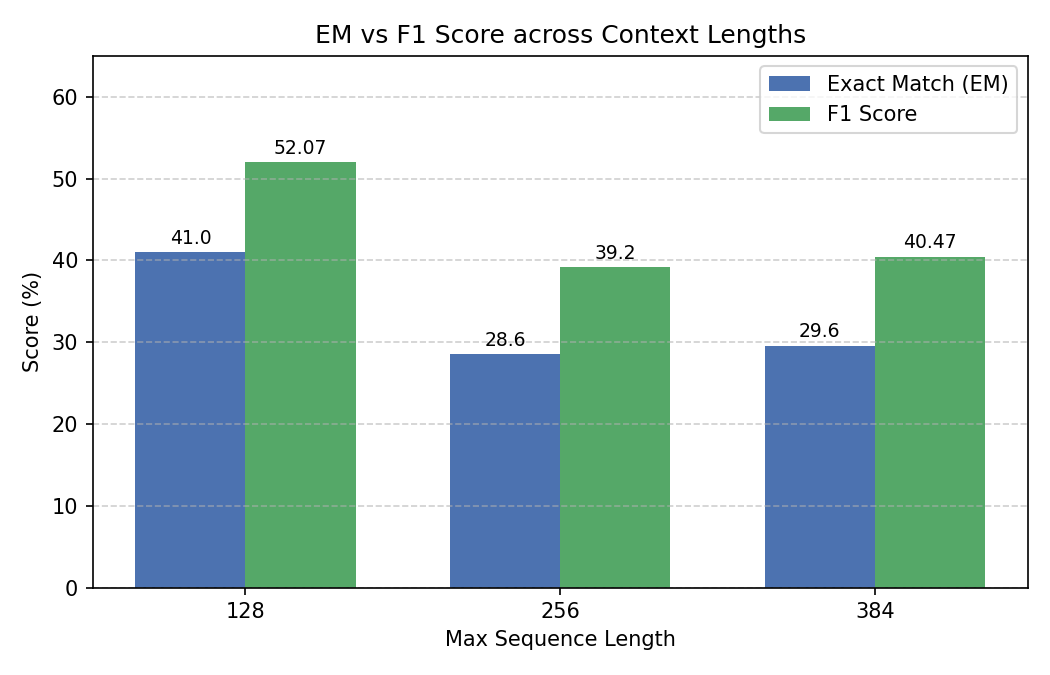 EM vs F1 Score across Context Lengths
Exact Match (EM)
F1 Score
Score (%)
60
50
40
30
20
10
0
52.07
41.0
39.2
28.6
40.47
29.6
128 256 384
Max Sequence Length